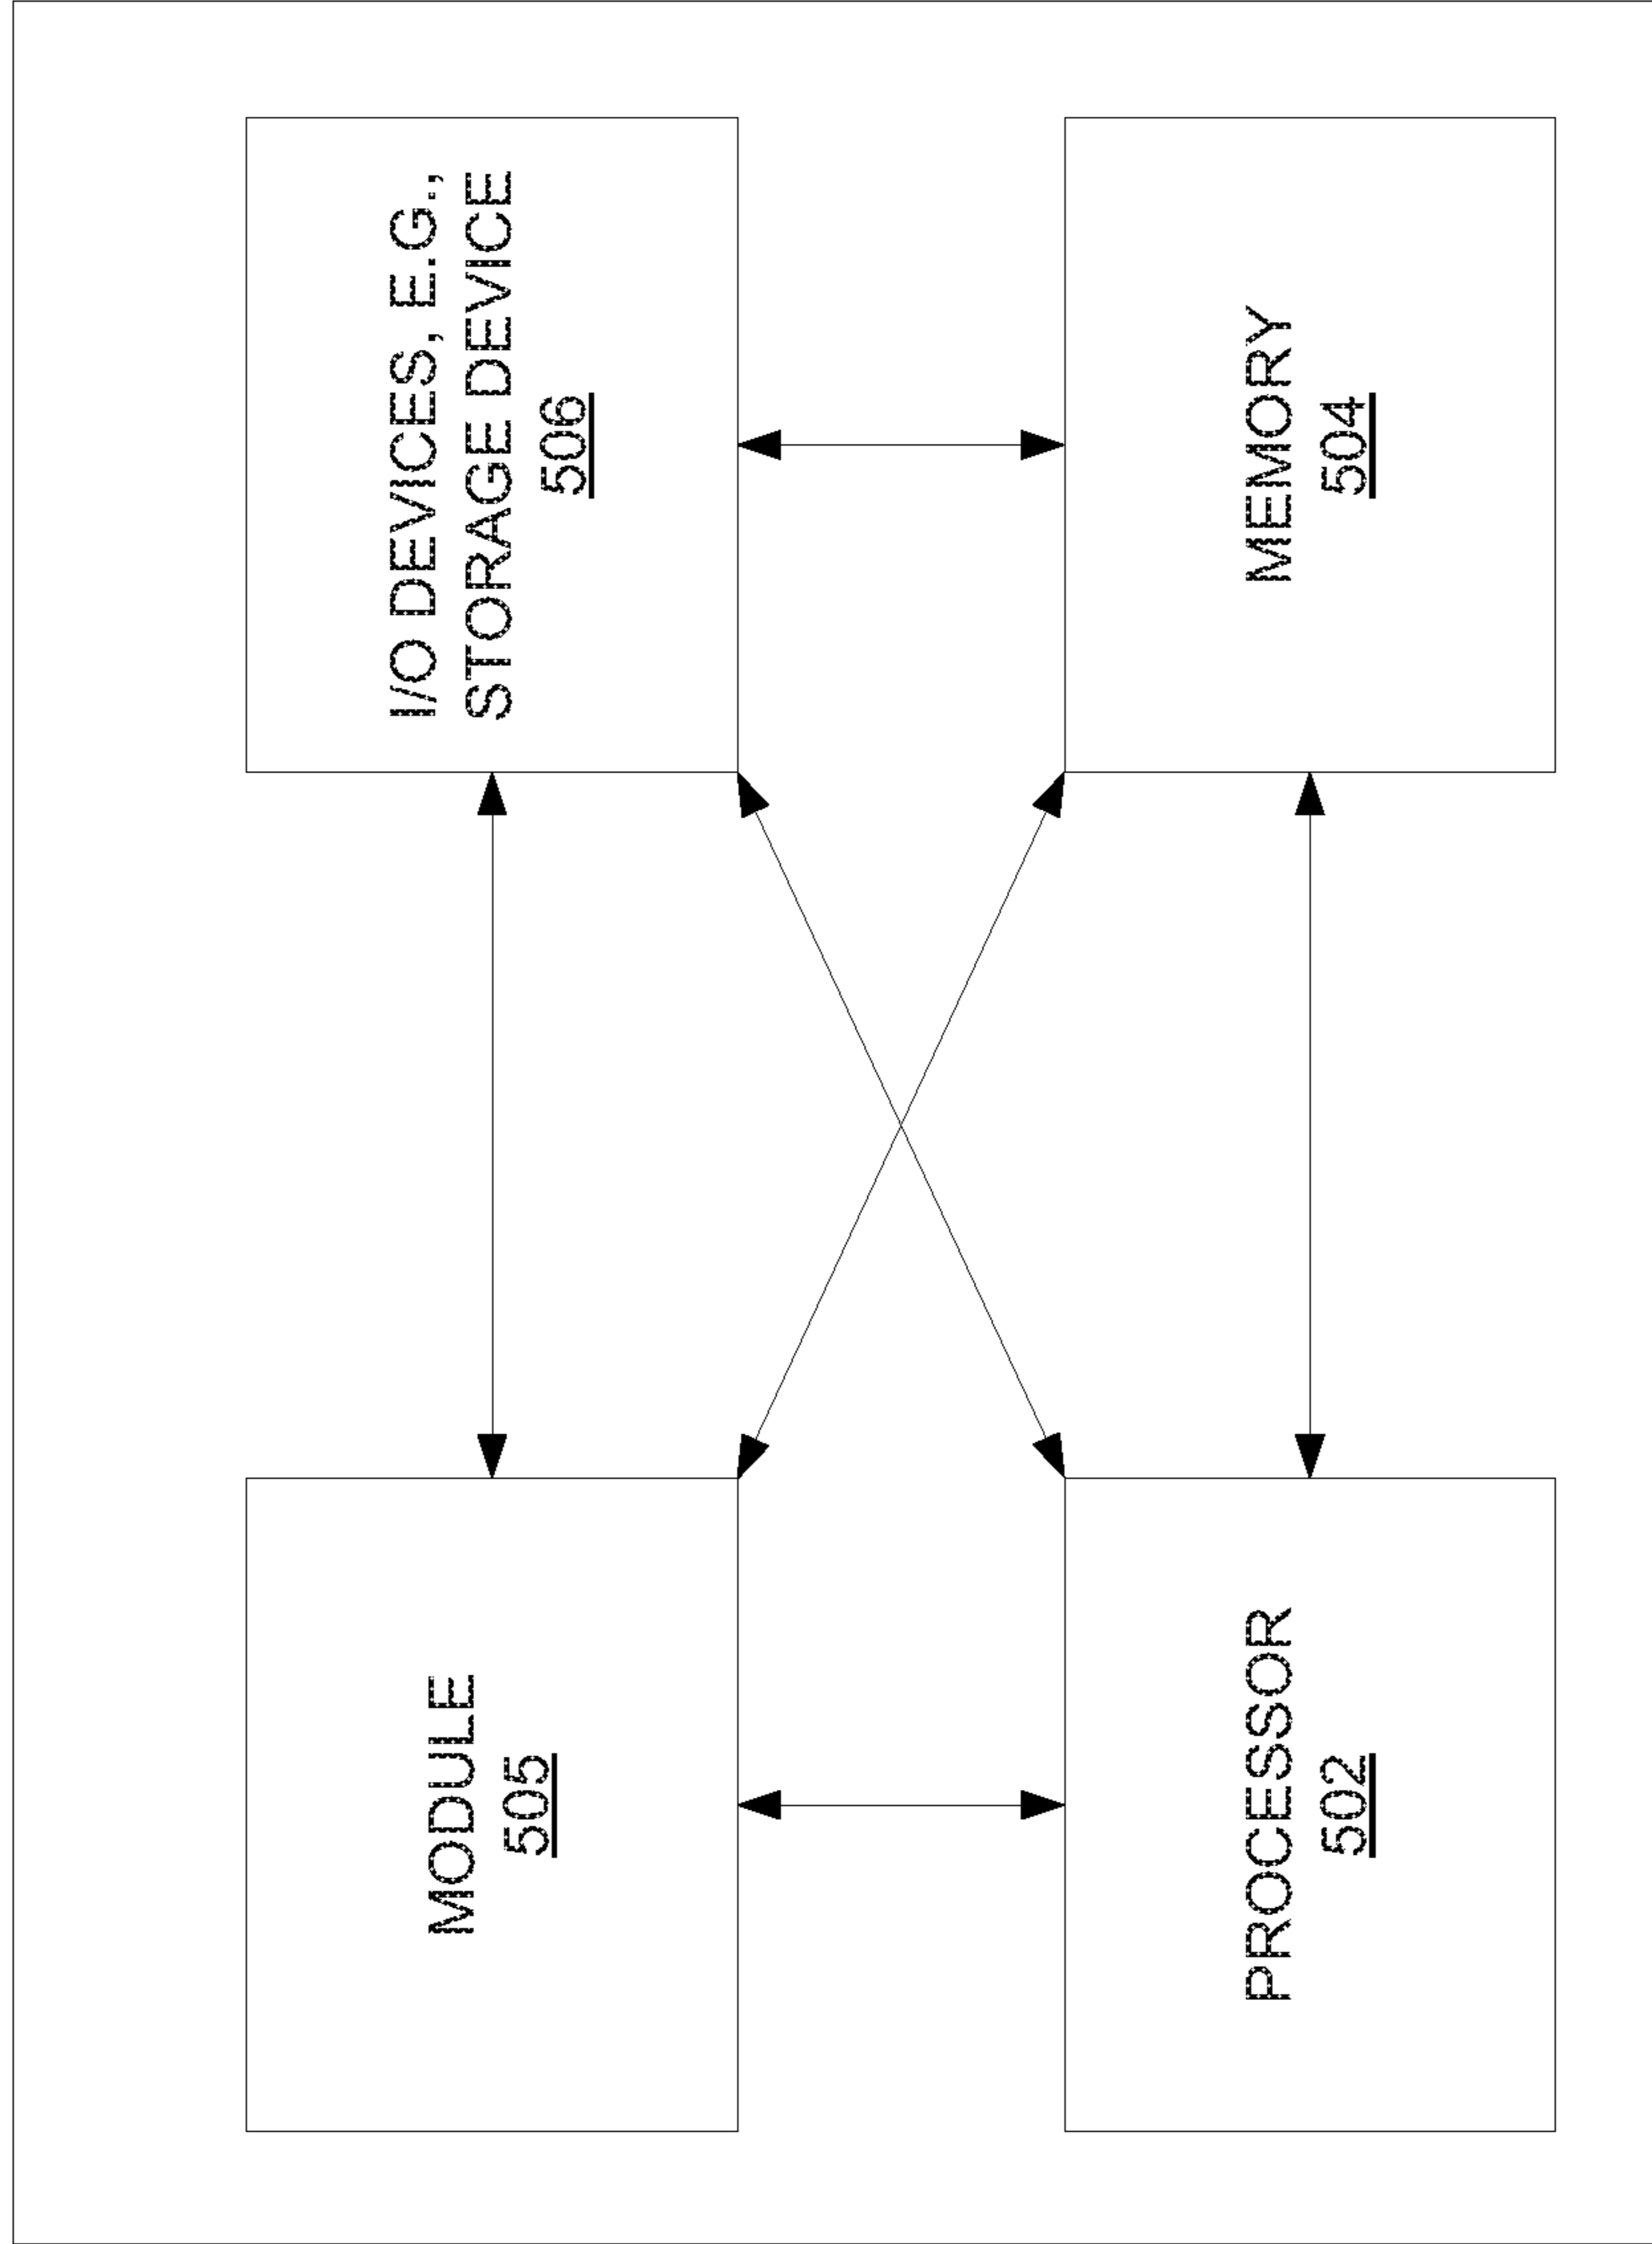 MODULE
505
I/O DEVICES, E.G.,
STORAGE DEVICE
506
PROCESSOR
502
MEMORY
504